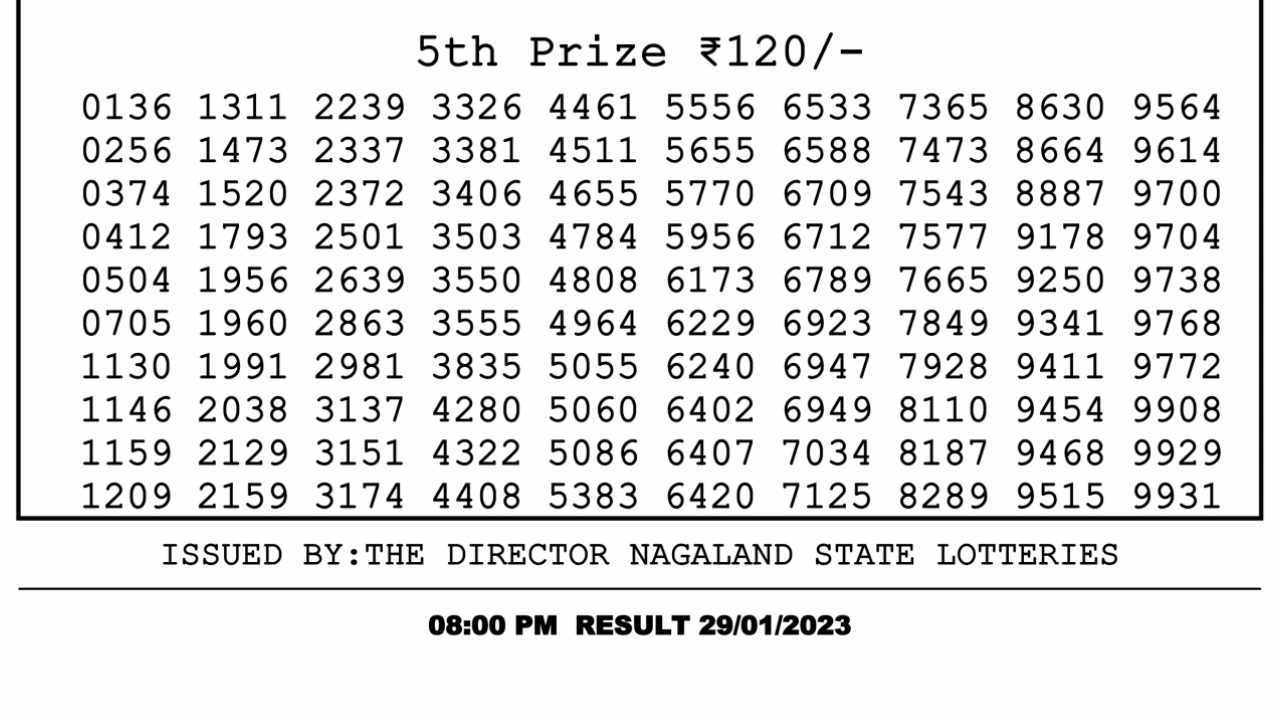 5th Prize ₹120/-
0136 1311 2239 3326 4461 5556 6533 7365 8630 9564
0256 1473 2337 3381 4511 5655 6588 7473 8664 9614
0374 1520 2372 3406 4655 5770 6709 7543 8887 9700
0412 1793 2501 3503 4784 5956 6712 7577 9178 9704
0504 1956 2639 3550 4808 6173 6789 7665 9250 9738
0705 1960 2863 3555 4964 6229 6923 7849 9341 9768
1130 1991 2981 3835 5055 6240 6947 7928 9411 9772
1146 2038 3137 4280 5060 6402 6949 8110 9454 9908
1159 2129 3151 4322 5086 6407 7034 8187 9468 9929
1209 2159 3174 4408 5383 6420 7125 8289 9515 9931
ISSUED BY:THE DIRECTOR NAGALAND STATE LOTTERIES
08:00 PM RESULT 29/01/2023